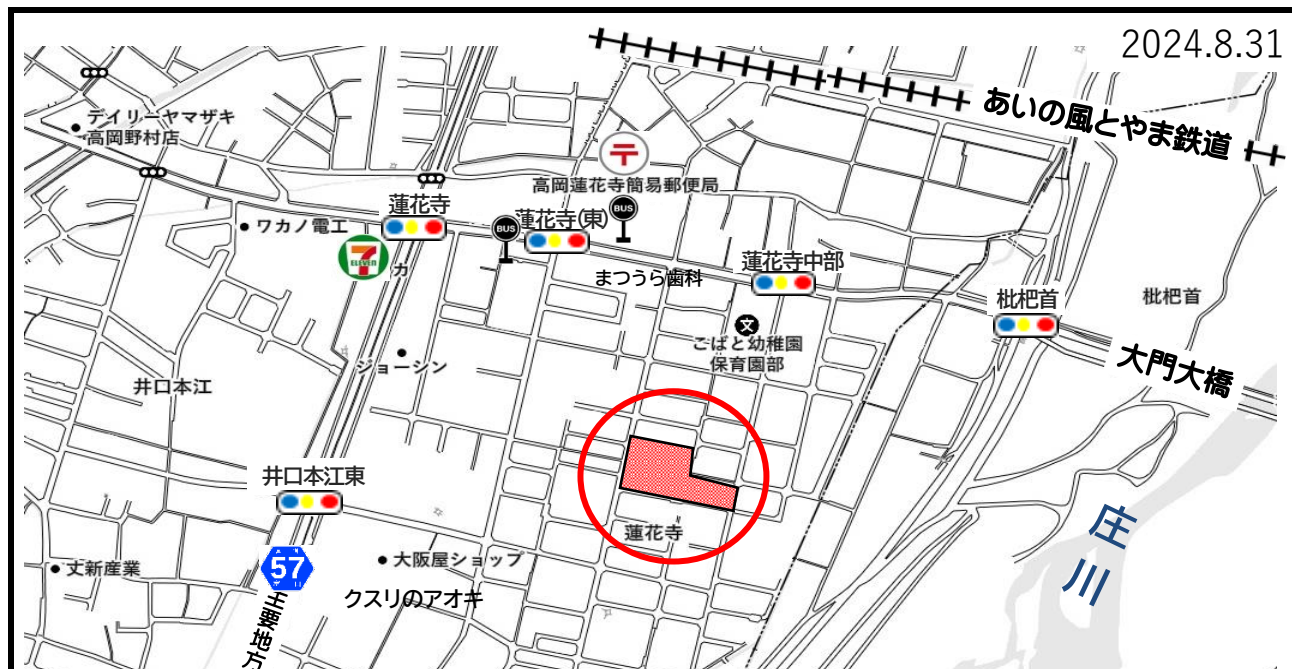 2024.8.31
あいの風とやま鉄道
デイリーヤマザキ
高岡野村店
〒
高岡蓮花寺簡易郵便局
蓮花寺
BUS
蓮花寺(東)
BUS
ワカノ電工
7
ELEVEN
カ
まつうら歯科
蓮花寺中部
枇杷首
枇杷首
文
こばと幼稚園
保育園部
大門大橋
ジョーシン
井口本江
井口本江東
蓮花寺
庄川
57
主要地方
大阪屋ショップ
クスリのアオキ
丈新産業